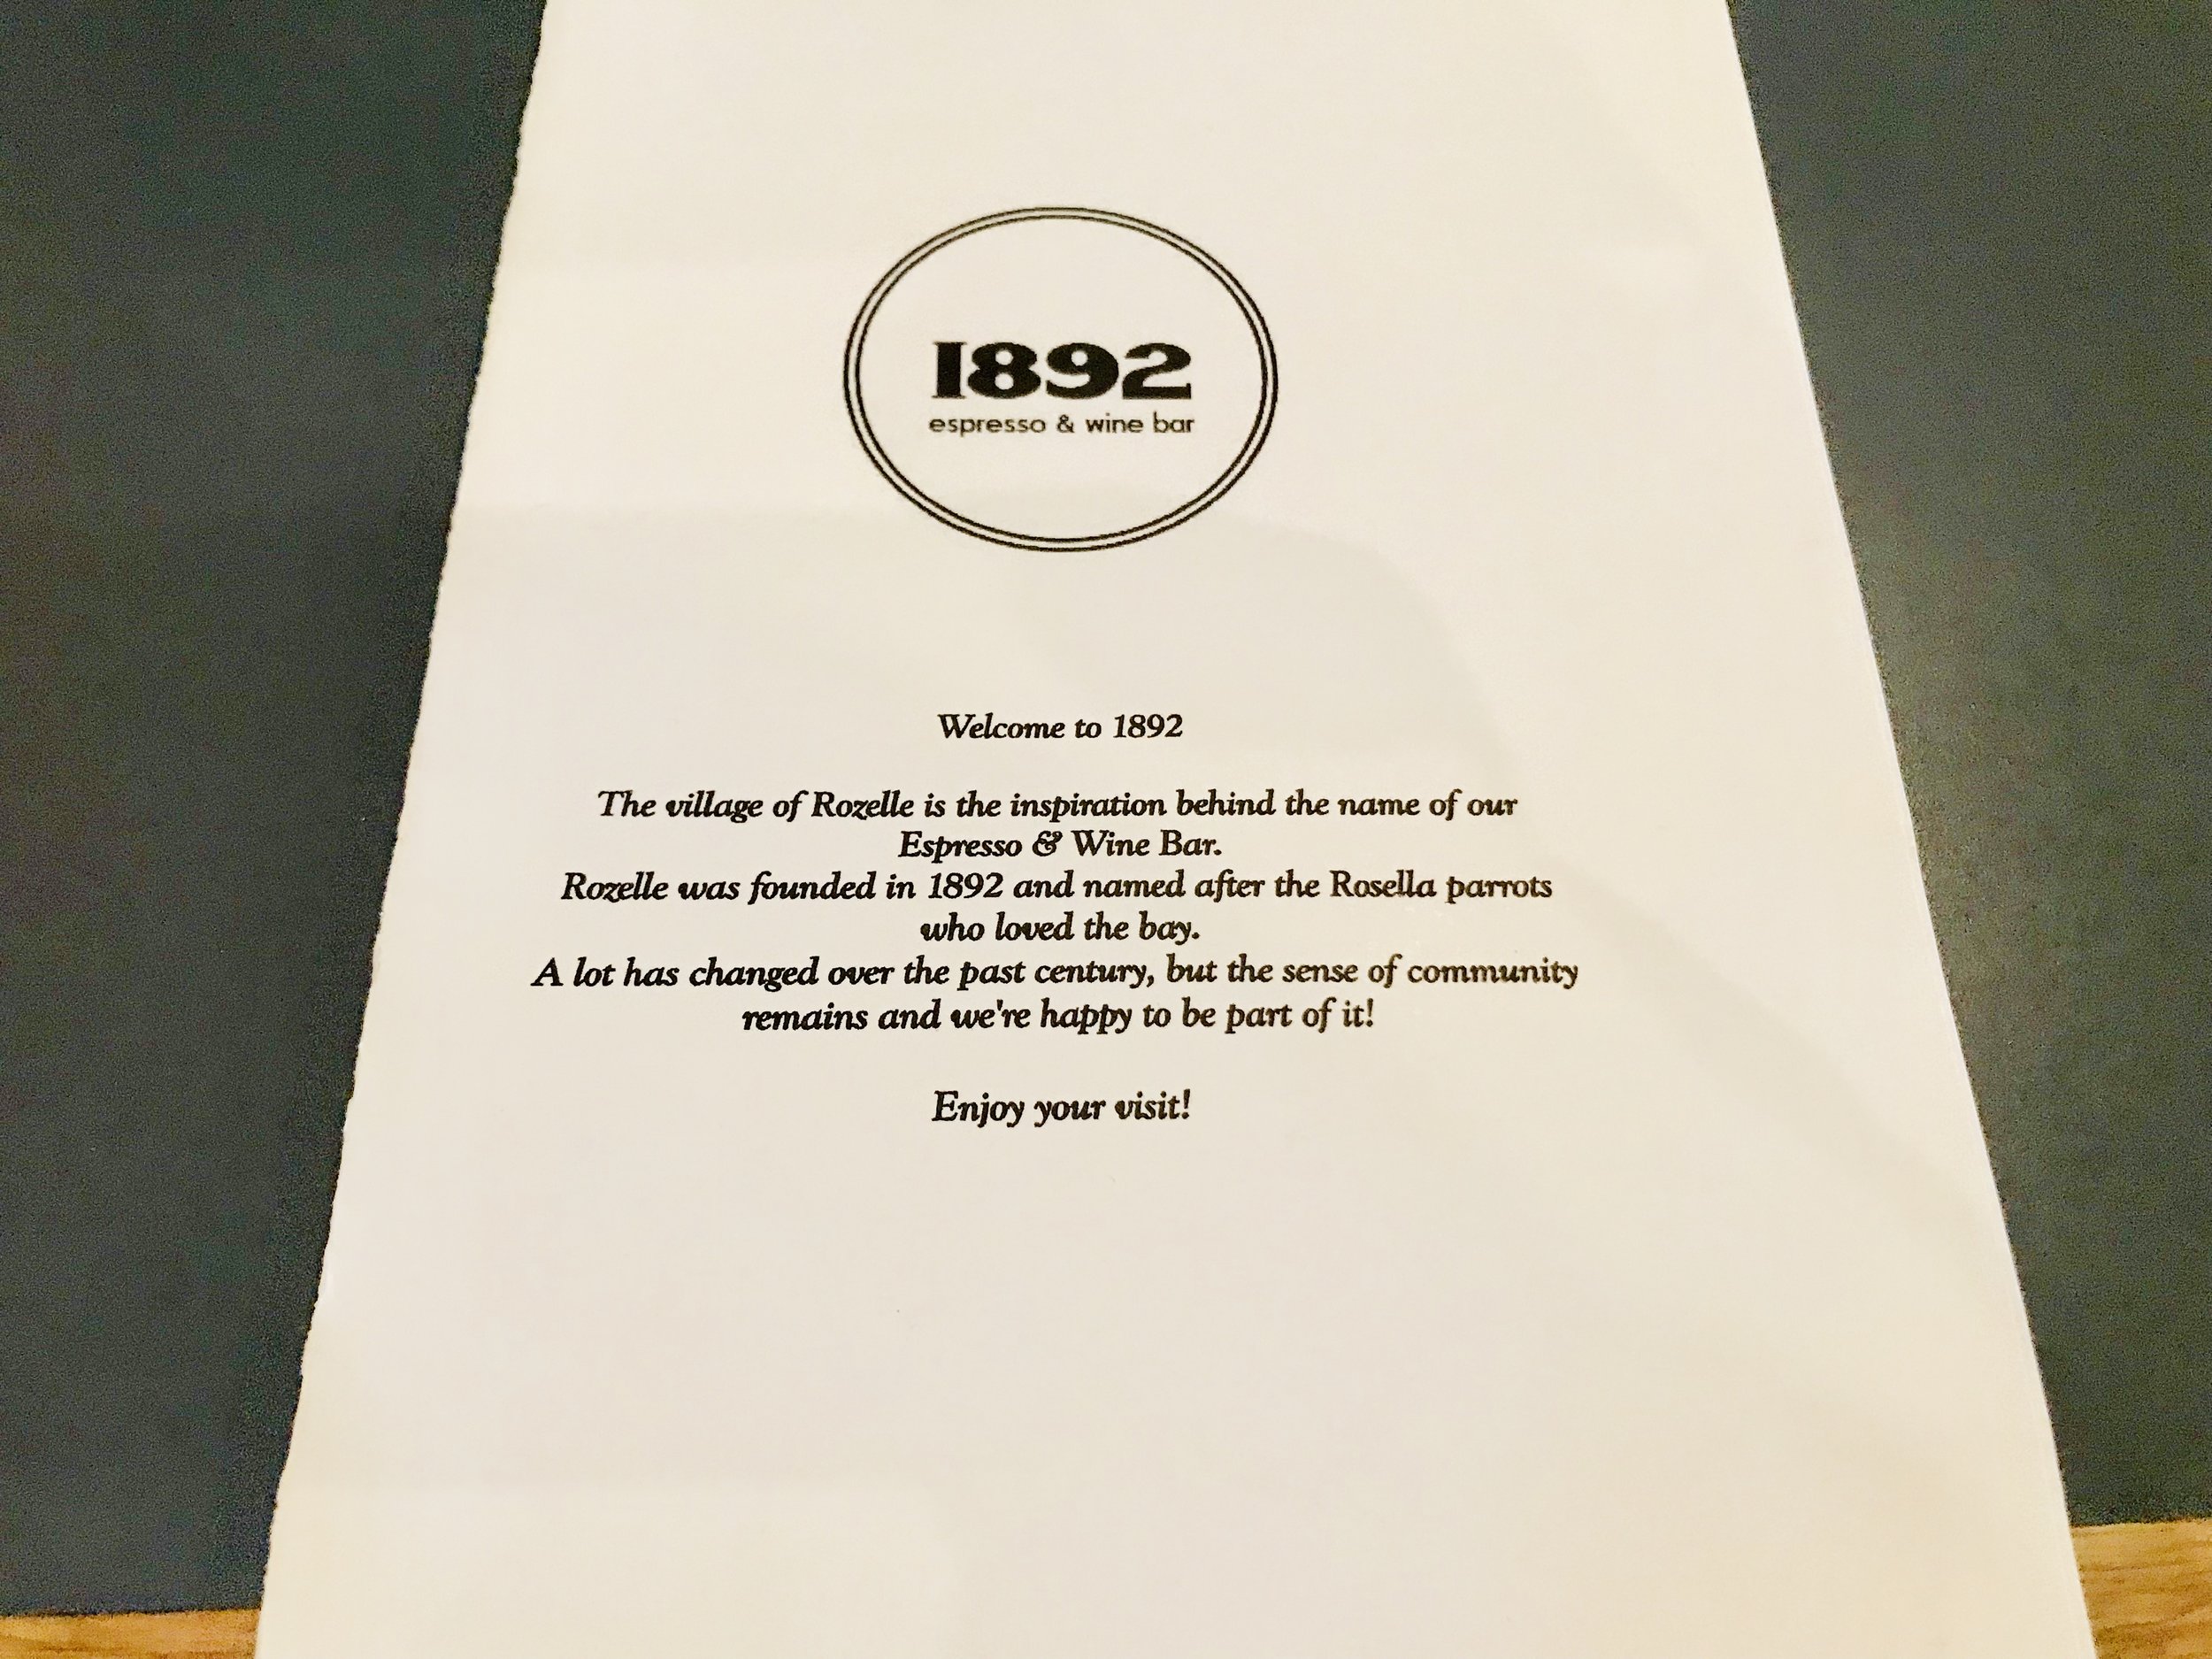 1892
espresso & wine bar
Welcome to 1892
The village of Rozelle is the inspiration behind the name of our
Espresso & Wine Bar.
Rozelle was founded in 1892 and named after the Rosella parrots
who loved the bay.
A lot has changed over the past century, but the sense of community
remains and we're happy to be part of it!
Enjoy your visit!